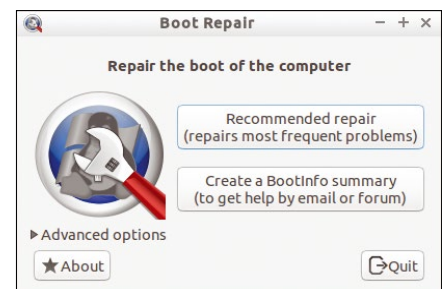 Boot Repair
Repair the boot of the computer
Recommended repair
(repairs most frequent problems)
Create a BootInfo summary
(to get help by email or forum)
Advanced options
About
Quit